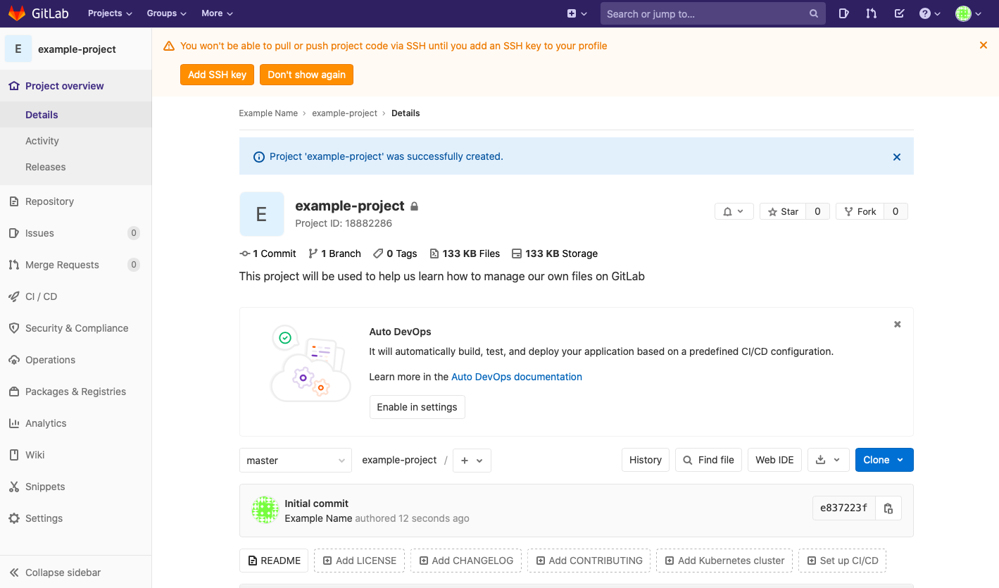 GitLab Projects Groups More Search or jump to...
E example-project
Project overview
Details
Activity
Releases
Repository
Issues 0
Merge Requests 0
CI / CD
Security & Compliance
Operations
Packages & Registries
Analytics
Wiki
Snippets
Settings
Collapse sidebar
You won't be able to pull or push project code via SSH until you add an SSH key to your profile
Add SSH key Don't show again
Example Name › example-project › Details
Project 'example-project' was successfully created.
E
example-project
Project ID: 18882286
Star 0 Fork 0
1 Commit 1 Branch 0 Tags 133 KB Files 133 KB Storage
This project will be used to help us learn how to manage our own files on GitLab
Auto DevOps
It will automatically build, test, and deploy your application based on a predefined CI/CD configuration.
Learn more in the Auto DevOps documentation
Enable in settings
master example-project / + History Find file Web IDE Clone
Initial commit
Example Name authored 12 seconds ago
e837223f
README Add LICENSE Add CHANGELOG Add CONTRIBUTING Add Kubernetes cluster Set up CI/CD